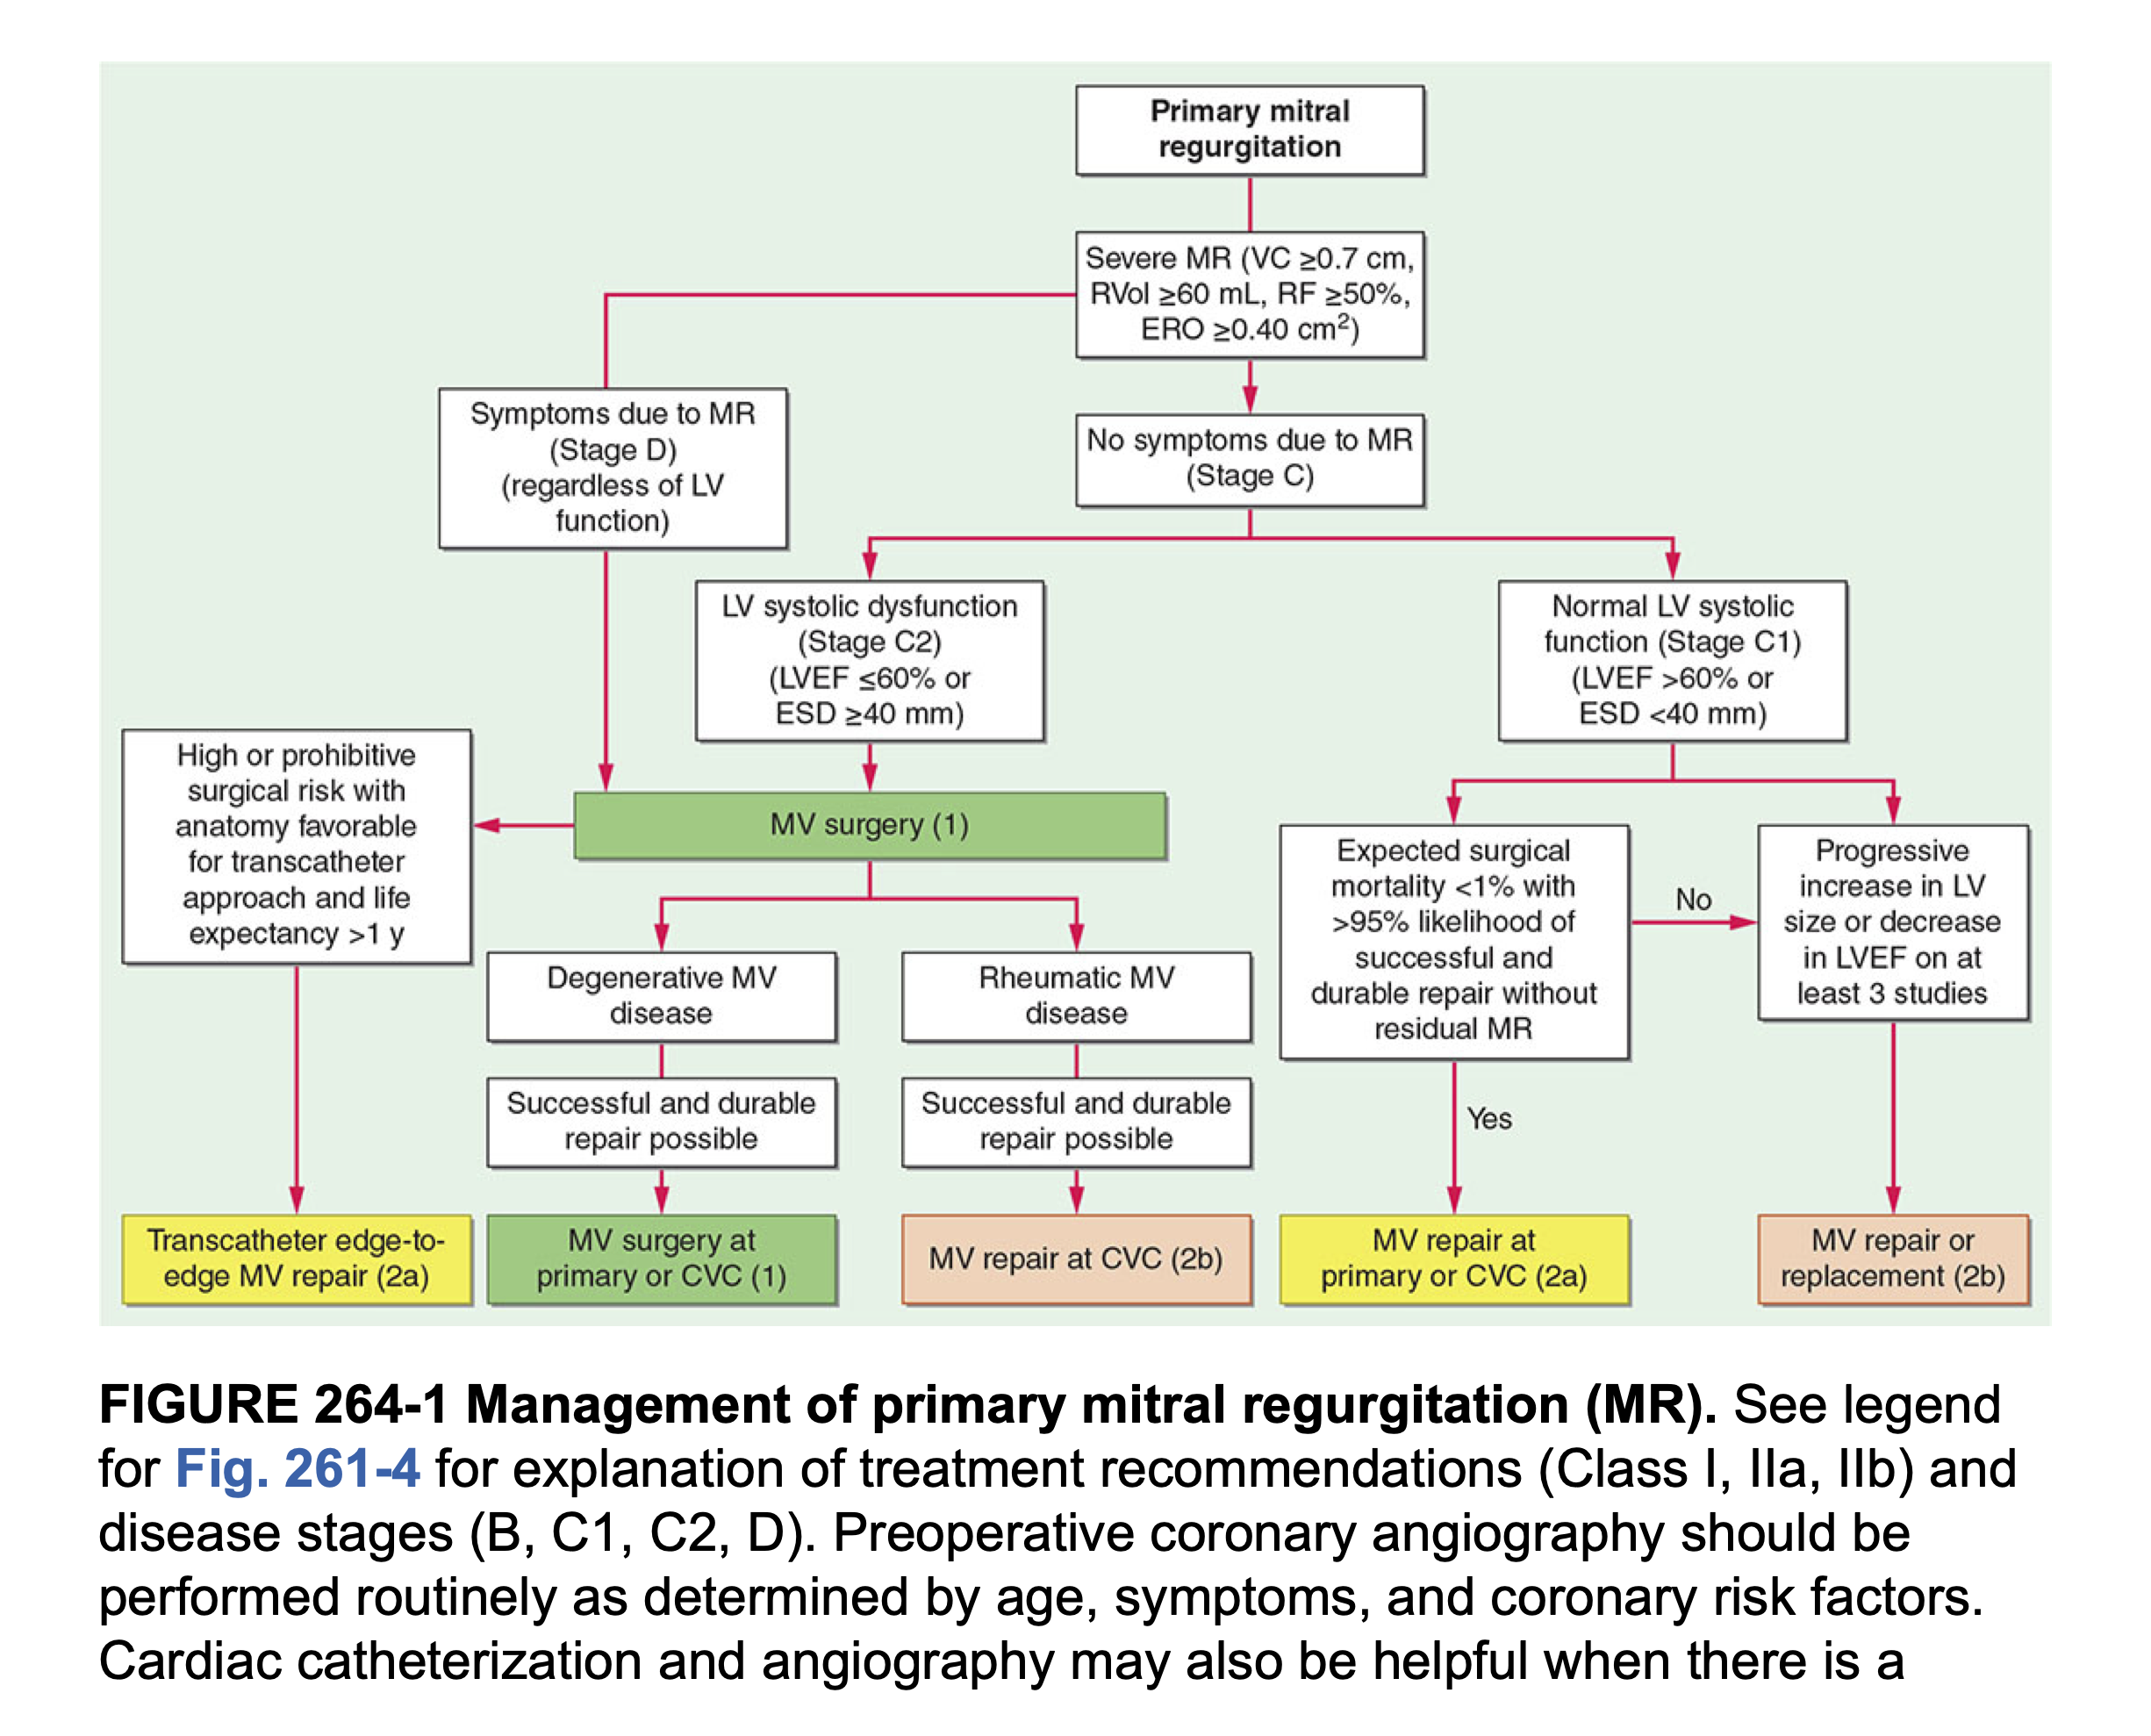 Primary mitral
regurgitation
Severe MR (VC ≥0.7 cm,
RVol ≥60 mL, RF ≥50%,
ERO ≥0.40 cm²)
Symptoms due to MR
(Stage D)
(regardless of LV
function)
No symptoms due to MR
(Stage C)
LV systolic dysfunction
(Stage C2)
(LVEF ≤60% or
ESD ≥40 mm)
Normal LV systolic
function (Stage C1)
(LVEF >60% or
ESD <40 mm)
High or prohibitive
surgical risk with
anatomy favorable
for transcatheter
approach and life
expectancy >1 y
MV surgery (1)
Expected surgical
mortality <1% with
>95% likelihood of
successful and
durable repair without
residual MR
No
Progressive
increase in LV
size or decrease
in LVEF on at
least 3 studies
Degenerative MV
disease
Rheumatic MV
disease
Successful and durable
repair possible
Successful and durable
repair possible
Yes
Transcatheter edge-to-
edge MV repair (2a)
MV surgery at
primary or CVC (1)
MV repair at CVC (2b)
MV repair at
primary or CVC (2a)
MV repair or
replacement (2b)
FIGURE 264-1 Management of primary mitral regurgitation (MR). See legend
for Fig. 261-4 for explanation of treatment recommendations (Class I, IIa, IIb) and
disease stages (B, C1, C2, D). Preoperative coronary angiography should be
performed routinely as determined by age, symptoms, and coronary risk factors.
Cardiac catheterization and angiography may also be helpful when there is a